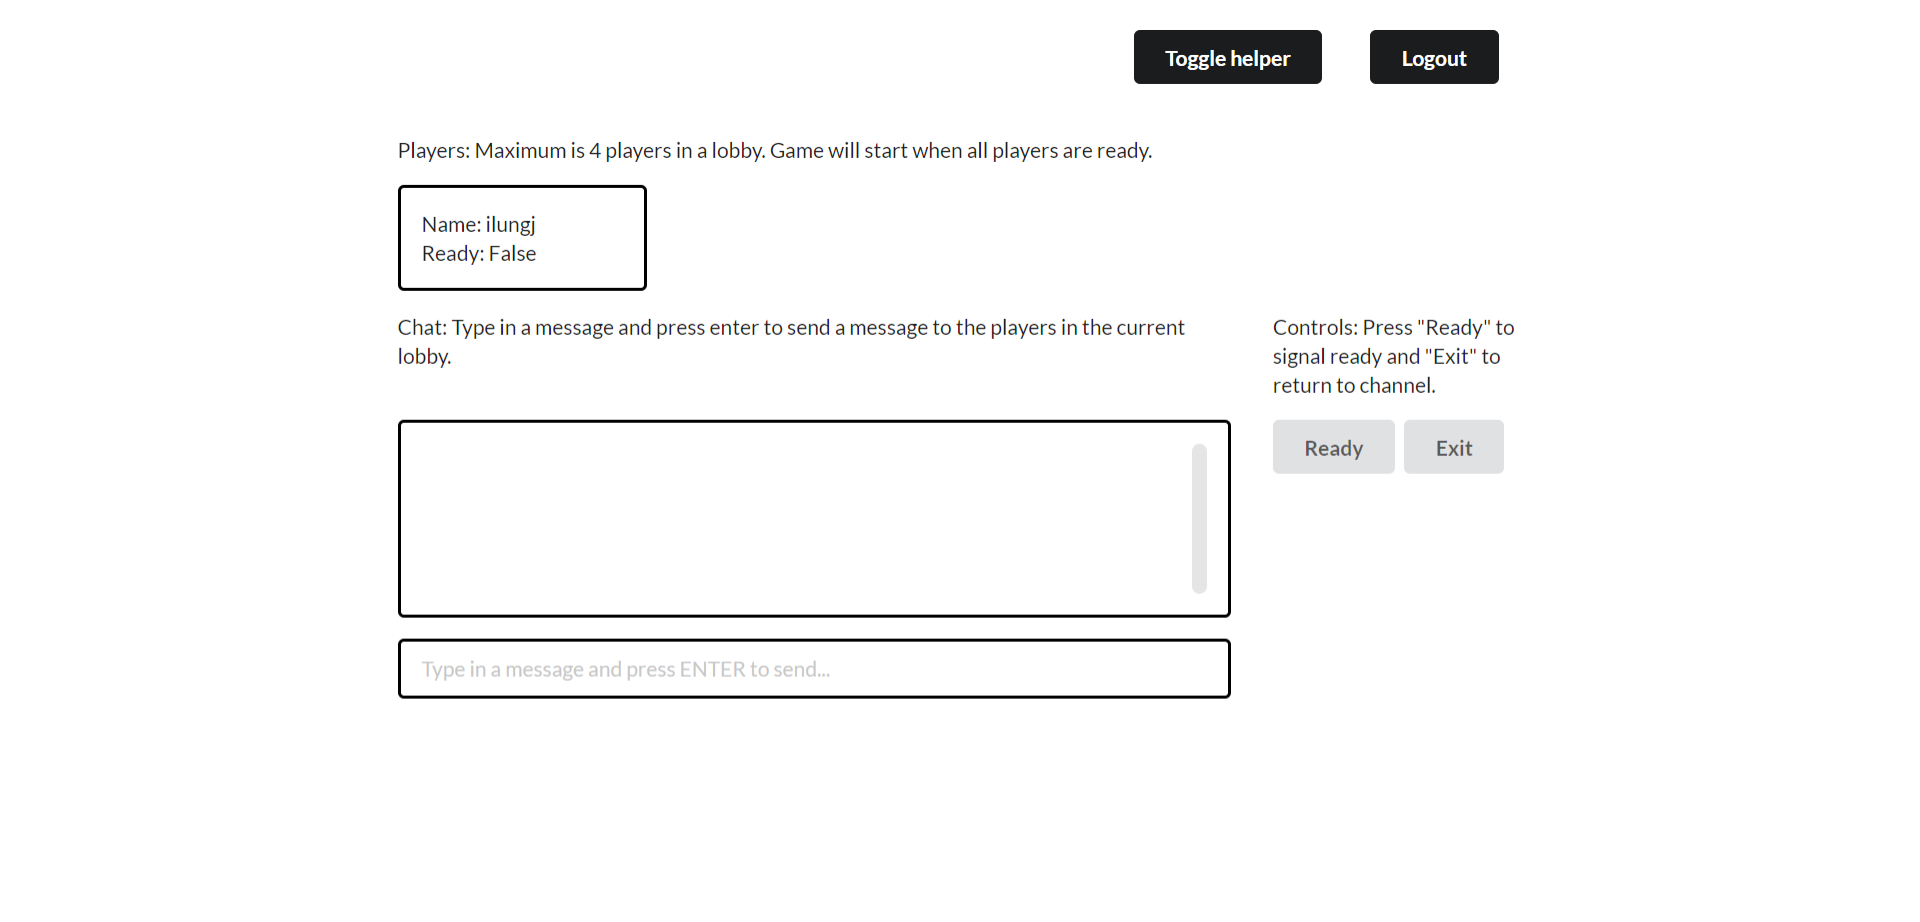 Toggle helper
Logout
Players: Maximum is 4 players in a lobby. Game will start when all players are ready.
Name: ilungj
Ready: False
Chat: Type in a message and press enter to send a message to the players in the current
lobby.
Controls: Press "Ready" to
signal ready and "Exit" to
return to channel.
Ready
Exit
Type in a message and press ENTER to send...